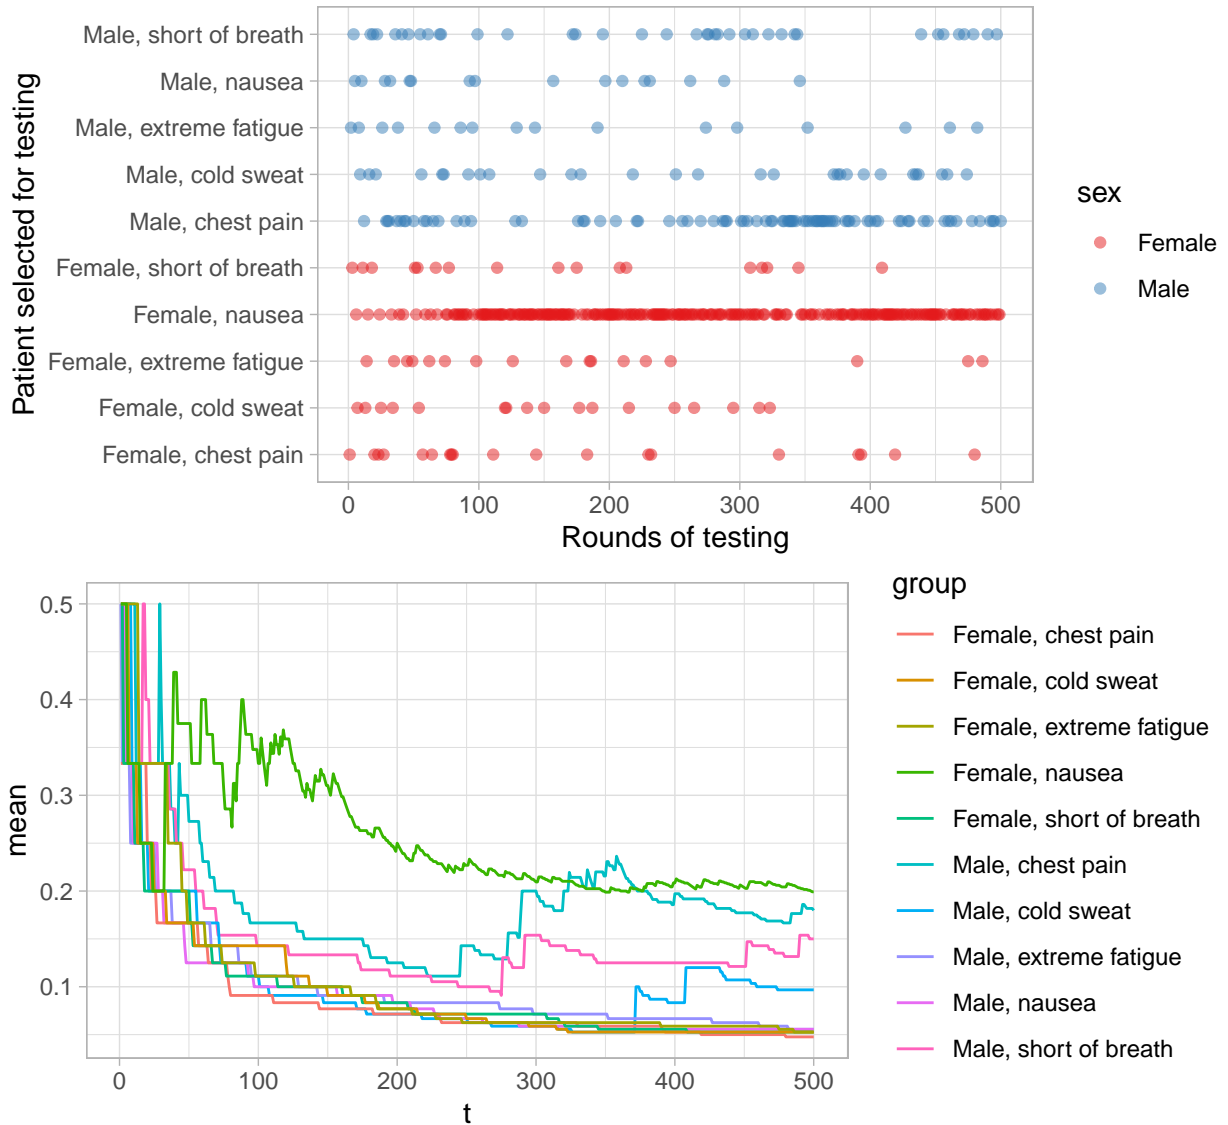 Patient selected for testing
Male, short of breath
Male, nausea
Male, extreme fatigue
Male, cold sweat
Male, chest pain
Female, short of breath
Female, nausea
Female, extreme fatigue
Female, cold sweat
Female, chest pain
0 100 200 300 400 500
Rounds of testing
sex
Female
Male
mean
0.5
0.4
0.3
0.2
0.1
0 100 200 300 400 500
t
group
Female, chest pain
Female, cold sweat
Female, extreme fatigue
Female, nausea
Female, short of breath
Male, chest pain
Male, cold sweat
Male, extreme fatigue
Male, nausea
Male, short of breath